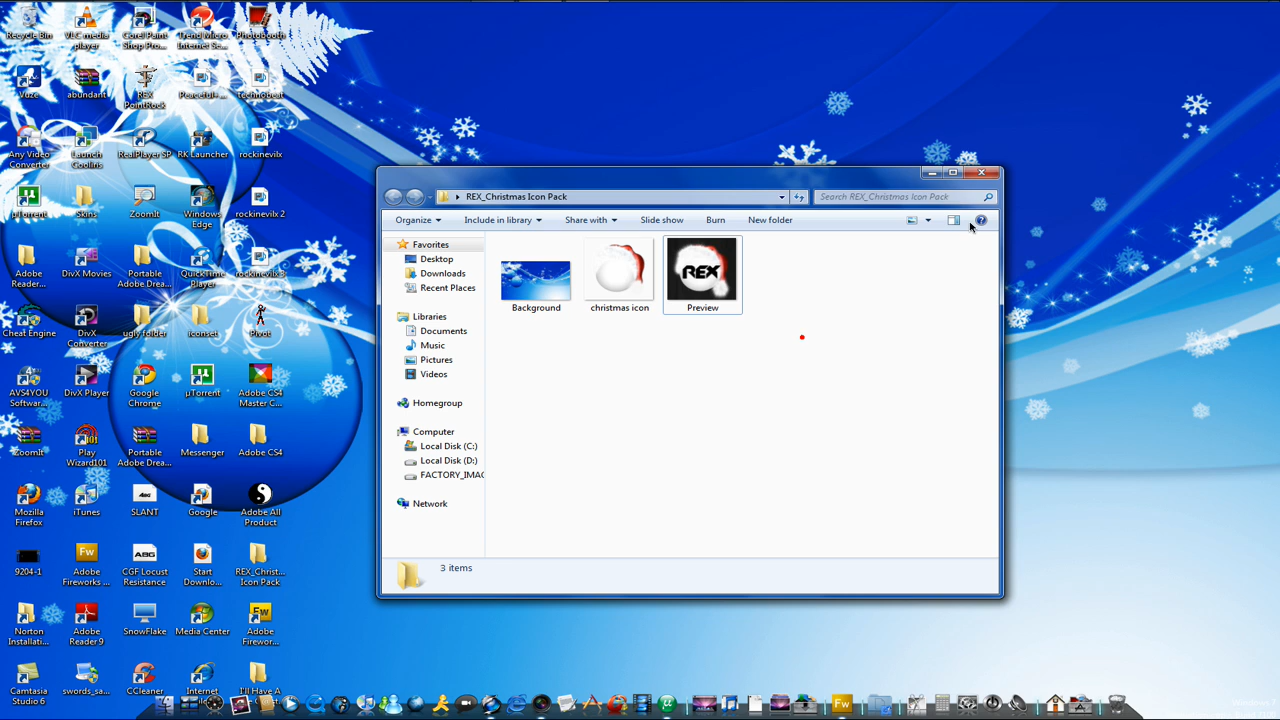 Recycle Bin
VLC media player
Corel Paint Shop Pro...
Trend Micro Internet Se...
Photobooth
Vuze
abundant
REX PointRock
Peaceful-...
technobeat
Any Video Converter
Launch Cooliris
RealPlayer SP
RK Launcher
rockinevilx
µTorrent
Skins
ZoomIt
Windows Edge
rockinevilx 2
Adobe Reader...
DivX Movies
Portable Adobe Drea...
QuickTime Player
rockinevilx 3
Cheat Engine
DivX Converter
ugly folder
iconset
Pivot
AVS4YOU Softwar...
DivX Player
Google Chrome
µTorrent
Adobe CS4 Master C...
ZoomIt
Play Wizard101
Portable Adobe Drea...
Messenger
Adobe CS4
Mozilla Firefox
iTunes
SLANT
Google
Adobe All Product
9204-1
Adobe Fireworks ...
CGF Locust Resistance
Start Downlo...
REX_Christ... Icon Pack
Norton Installati...
Adobe Reader 9
SnowFlake
Media Center
Adobe Firewor...
Camtasia Studio 6
swords_sa...
CCleaner
Internet
I'll Have A
REX_Christmas Icon Pack
Search REX_Christmas Icon Pack
Organize
Include in library
Share with
Slide show
Burn
New folder
Favorites
Desktop
Downloads
Recent Places
Libraries
Documents
Music
Pictures
Videos
Homegroup
Computer
Local Disk (C:)
Local Disk (D:)
FACTORY_IMAG
Network
Background
christmas icon
REX
Preview
3 items